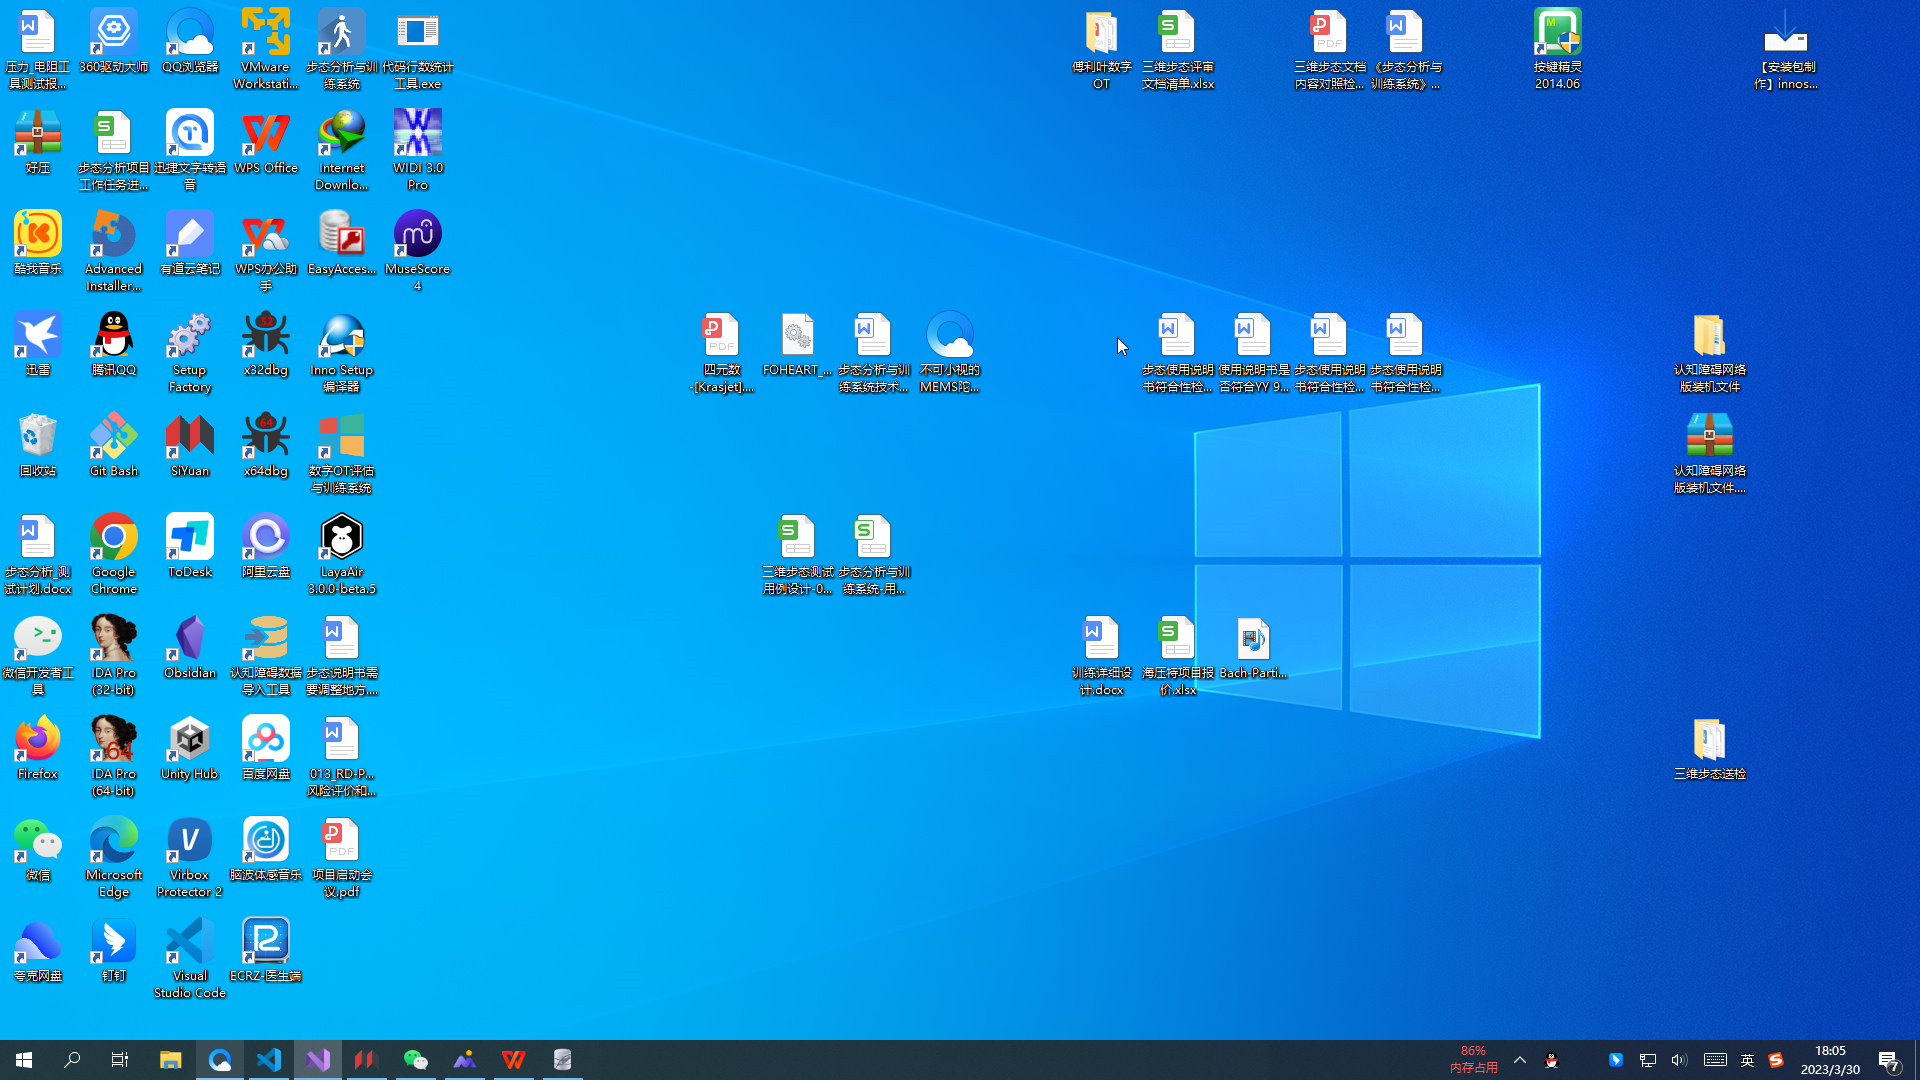 压力_电阻工
具测试报...
360驱动大师
QQ浏览器
VMware
Workstati...
步态分析与训
练系统
代码行数统计
工具.exe
傅利叶数字
OT
三维步态评审
文档清单.xlsx
三维步态文档
内容对照检...
《步态分析与
训练系统》...
按键精灵
2014.06
【安装包制
作】innos...
好压
步态分析项目
工作任务进...
迅捷文字转语
音
WPS Office
Internet
Downlo...
WIDI 3.0
Pro
酷我音乐
Advanced
Installer...
有道云笔记
WPS办公助
手
EasyAcces...
MuseScore
4
迅雷
腾讯QQ
Setup
Factory
x32dbg
Inno Setup
编译器
四元数
-[Krasjet]....
FOHEART_...
步态分析与训
练系统技术...
不可小视的
MEMS陀...
步态使用说明
书符合性检...
使用说明书是
否符合YY 9...
步态使用说明
书符合性检...
步态使用说明
书符合性检...
认知障碍网络
版装机文件
回收站
Git Bash
SiYuan
x64dbg
数字OT评估
与训练系统
认知障碍网络
版装机文件....
步态分析_测
试计划.docx
Google
Chrome
ToDesk
阿里云盘
LayaAir
3.0.0-beta.5
三维步态测试
用例设计-0...
步态分析与训
练系统-用...
微信开发者工
具
IDA Pro
(32-bit)
Obsidian
认知障碍数据
导入工具
步态说明书需
要调整地方....
训练详细设
计.docx
海压特项目报
价.xlsx
Bach-Parti...
Firefox
IDA Pro
(64-bit)
Unity Hub
百度网盘
013_RD-P...
风险评价和...
三维步态送检
微信
Microsoft
Edge
Virbox
Protector 2
脑波体感音乐
项目启动会
议.pdf
夸克网盘
钉钉
Visual
Studio Code
ECRZ-医生端
86%
内存占用
英
18:05
2023/3/30
7